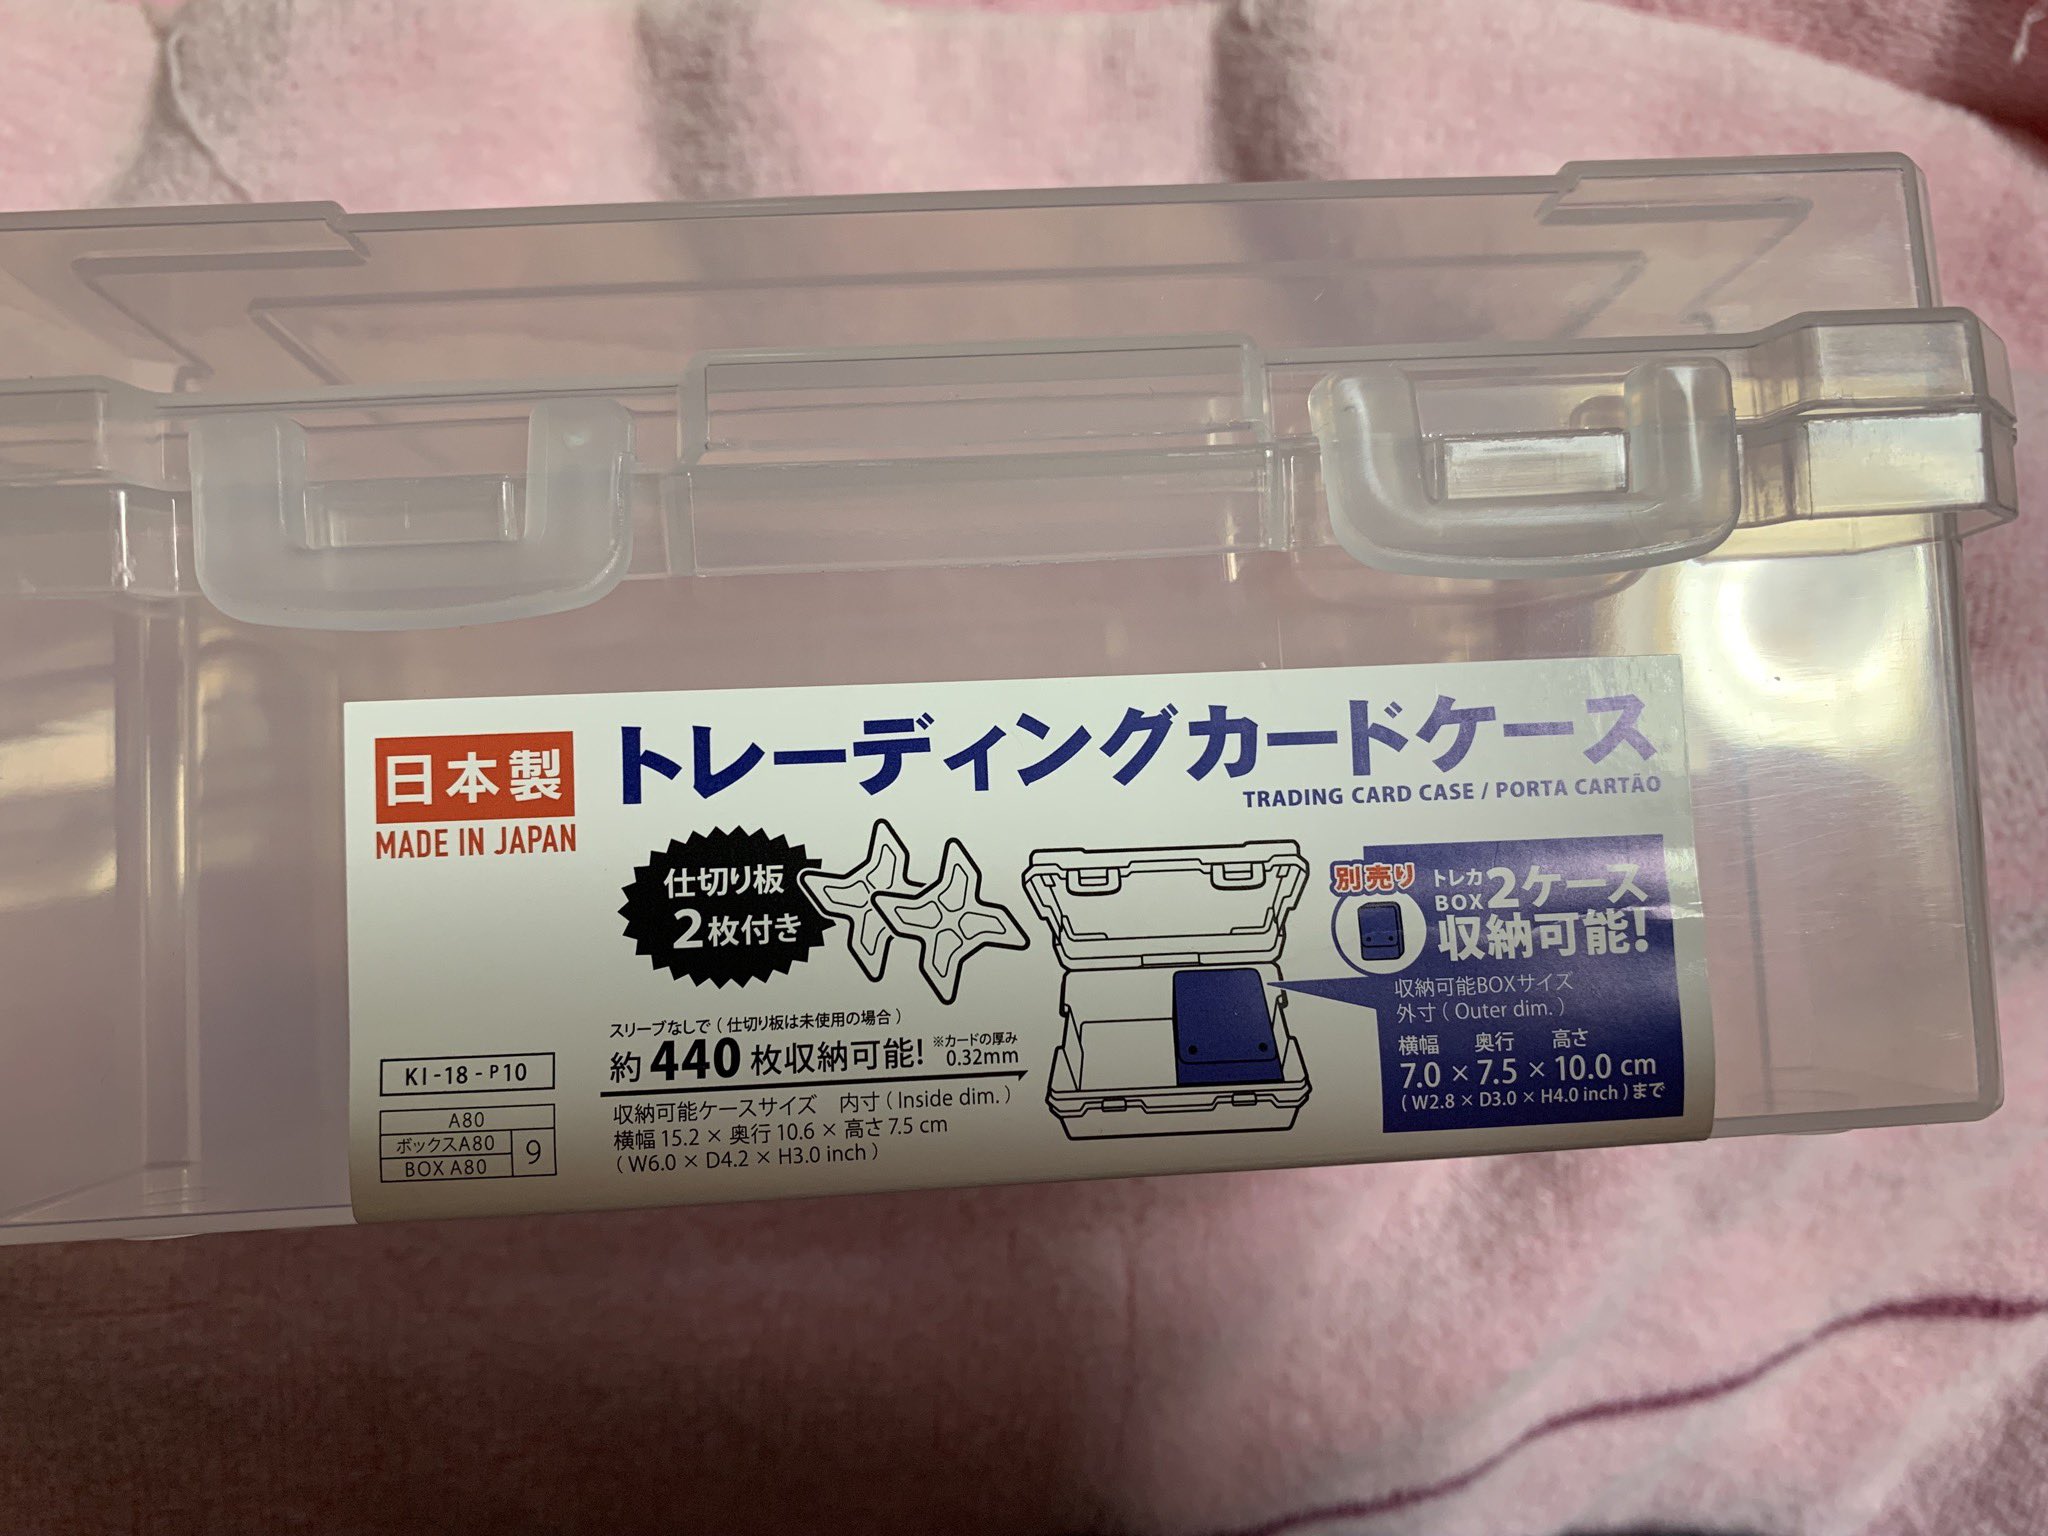 日本製
MADE IN JAPAN
トレーディングカードケース
TRADING CARD CASE / PORTA CARTÃO
仕切り板
2枚付き
スリーブなしで ( 仕切り板は未使用の場合 )
約440枚収納可能!
※カードの厚み
0.32mm
収納可能ケースサイズ 内寸 ( Inside dim. )
横幅 15.2 × 奥行 10.6 × 高さ 7.5 cm
( W6.0 × D4.2 × H3.0 inch )
別売り
トレカ
BOX
2ケース
収納可能!
収納可能BOXサイズ
外寸 ( Outer dim. )
横幅 奥行 高さ
7.0 × 7.5 × 10.0 cm
( W2.8 × D3.0 × H4.0 inch ) まで
KI-18-P10
A80
ボックスA80
BOX A80
9